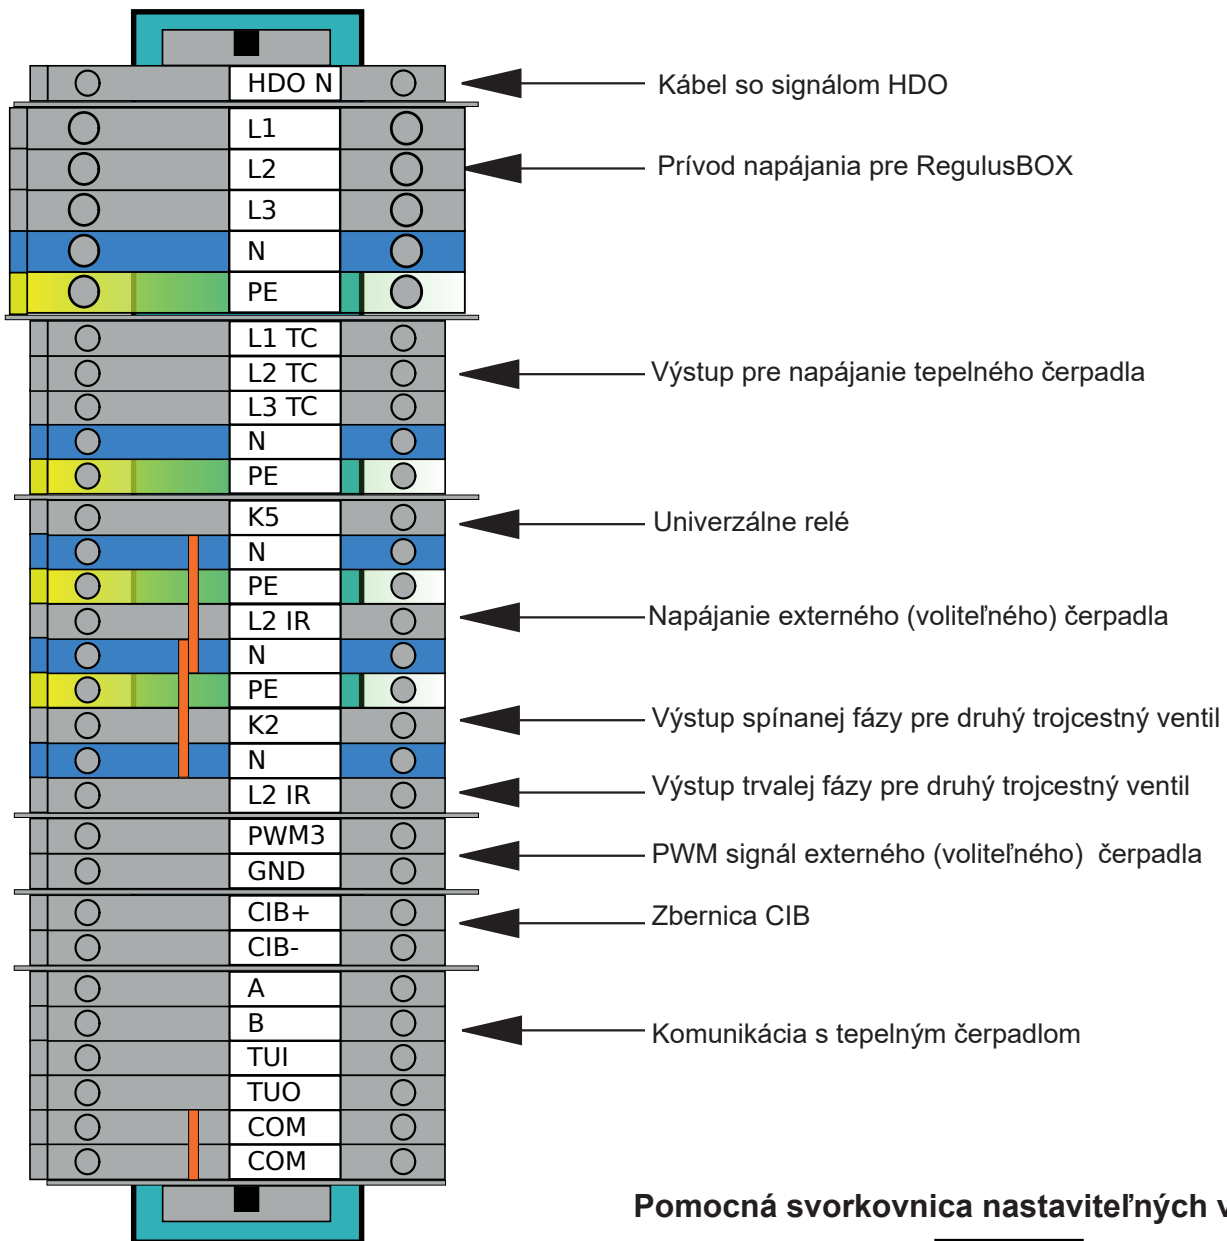 HDO N Kábel so signálom HDO
L1
L2 Prívod napájania pre RegulusBOX
L3
N
PE
L1 TC
L2 TC Výstup pre napájanie tepelného čerpadla
L3 TC
N
PE
K5 Univerzálne relé
N
PE
L2 IR Napájanie externého (voliteľného) čerpadla
N
PE
K2 Výstup spínanej fázy pre druhý trojcestný ventil
N
L2 IR Výstup trvalej fázy pre druhý trojcestný ventil
PWM3
PWM signál externého (voliteľného) čerpadla
GND
CIB+ Zbernica CIB
CIB-
A
B Komunikácia s tepelným čerpadlom
TUI
TUO
COM
COM
Pomocná svorkovnica nastaviteľných v